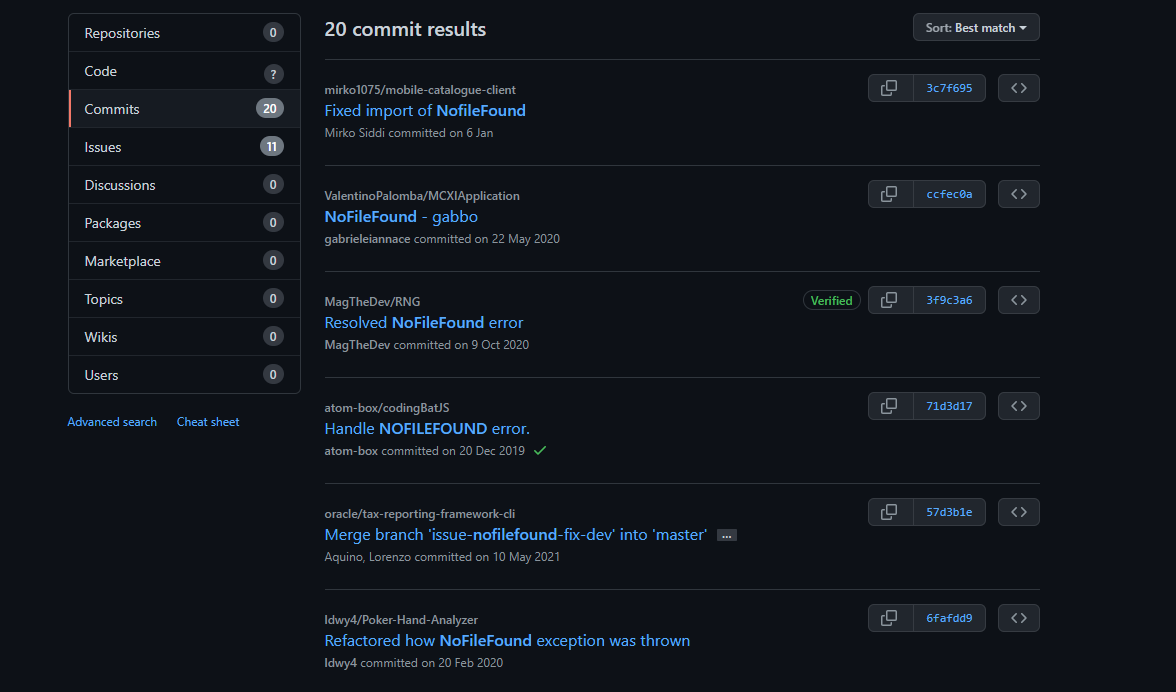 Repositories 0
Code ?
Commits 20
Issues 11
Discussions 0
Packages 0
Marketplace 0
Topics 0
Wikis 0
Users 0
Advanced search Cheat sheet
20 commit results
Sort: Best match
mirko1075/mobile-catalogue-client
3c7f695
Fixed import of NofileFound
Mirko Siddi committed on 6 Jan
ValentinoPalomba/MCXIApplication
ccfec0a
NoFileFound - gabbo
gabrieleiannace committed on 22 May 2020
MagTheDev/RNG
Verified 3f9c3a6
Resolved NoFileFound error
MagTheDev committed on 9 Oct 2020
atom-box/codingBatJS
71d3d17
Handle NOFILEFOUND error.
atom-box committed on 20 Dec 2019
oracle/tax-reporting-framework-cli
57d3b1e
Merge branch 'issue-nofilefound-fix-dev' into 'master' ...
Aquino, Lorenzo committed on 10 May 2021
ldwy4/Poker-Hand-Analyzer
6fafdd9
Refactored how NoFileFound exception was thrown
ldwy4 committed on 20 Feb 2020